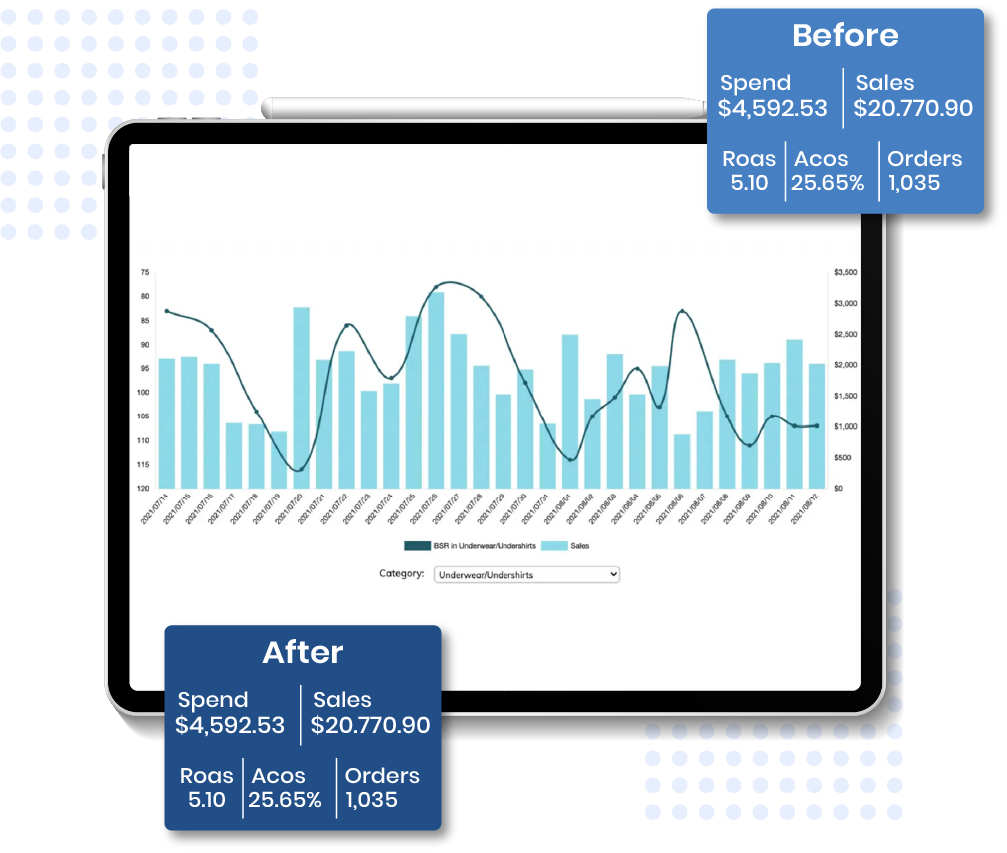 Before
Spend Sales
$4,592.53 $20.770.90
Roas Acos Orders
5.10 25.65% 1,035
75 $3,500
80 $3,000
85 $2,500
90
95 $2,000
100 $1,500
105
110 $1,000
115 $500
120 $0
2021/07/14 2021/07/15 2021/07/16 2021/07/17 2021/07/18 2021/07/19 2021/07/20 2021/07/21 2021/07/22 2021/07/23 2021/07/24 2021/07/25 2021/07/26 2021/07/27 2021/07/28 2021/07/29 2021/07/30 2021/07/31 2021/08/01 2021/08/02 2021/08/03 2021/08/04 2021/08/05 2021/08/06 2021/08/07 2021/08/08 2021/08/09 2021/08/10 2021/08/11 2021/08/12
BSR in Underwear/Undershirts Sales
Category: Underwear/Undershirts
After
Spend Sales
$4,592.53 $20.770.90
Roas Acos Orders
5.10 25.65% 1,035